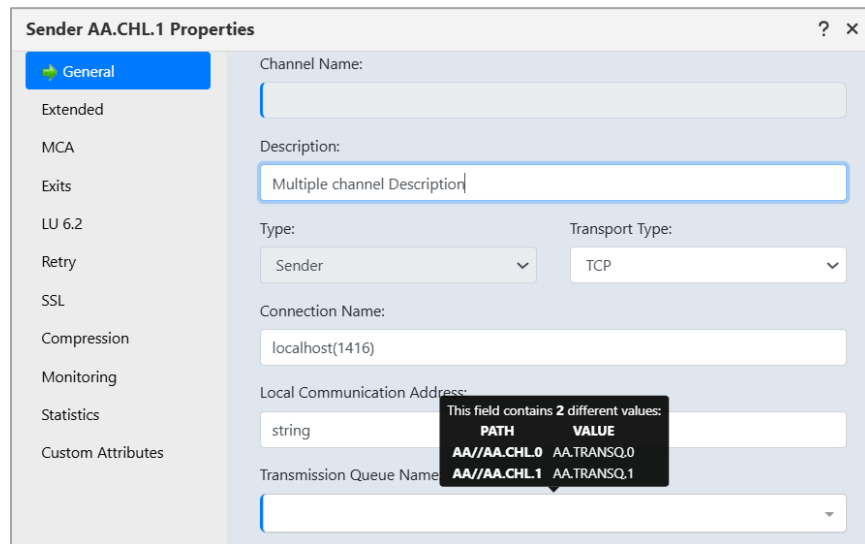 Sender AA.CHL.1 Properties ? ×
General
Extended
MCA
Exits
LU 6.2
Retry
SSL
Compression
Monitoring
Statistics
Custom Attributes
Channel Name:
Description:
Multiple channel Description
Type: Transport Type:
Sender TCP
Connection Name:
localhost(1416)
Local Communication Address:
string
This field contains 2 different values:
PATH VALUE
AA//AA.CHL.0 AA.TRANSQ.0
AA//AA.CHL.1 AA.TRANSQ.1
Transmission Queue Name